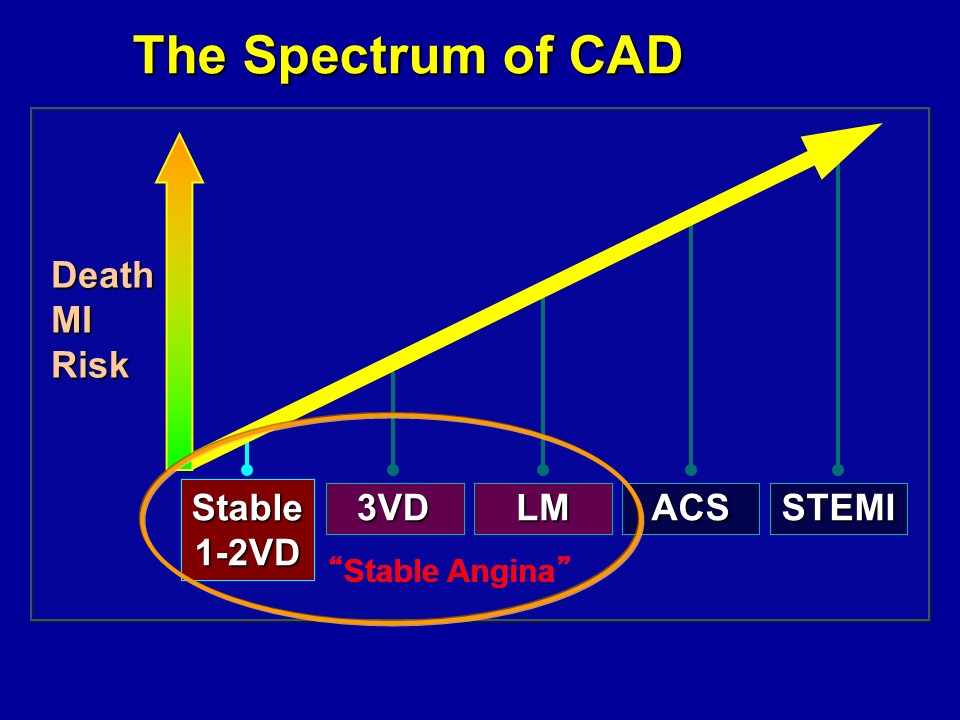 The Spectrum of CAD
Death
MI
Risk
Stable
1-2VD
3VD
LM
ACS
STEMI
“Stable Angina”